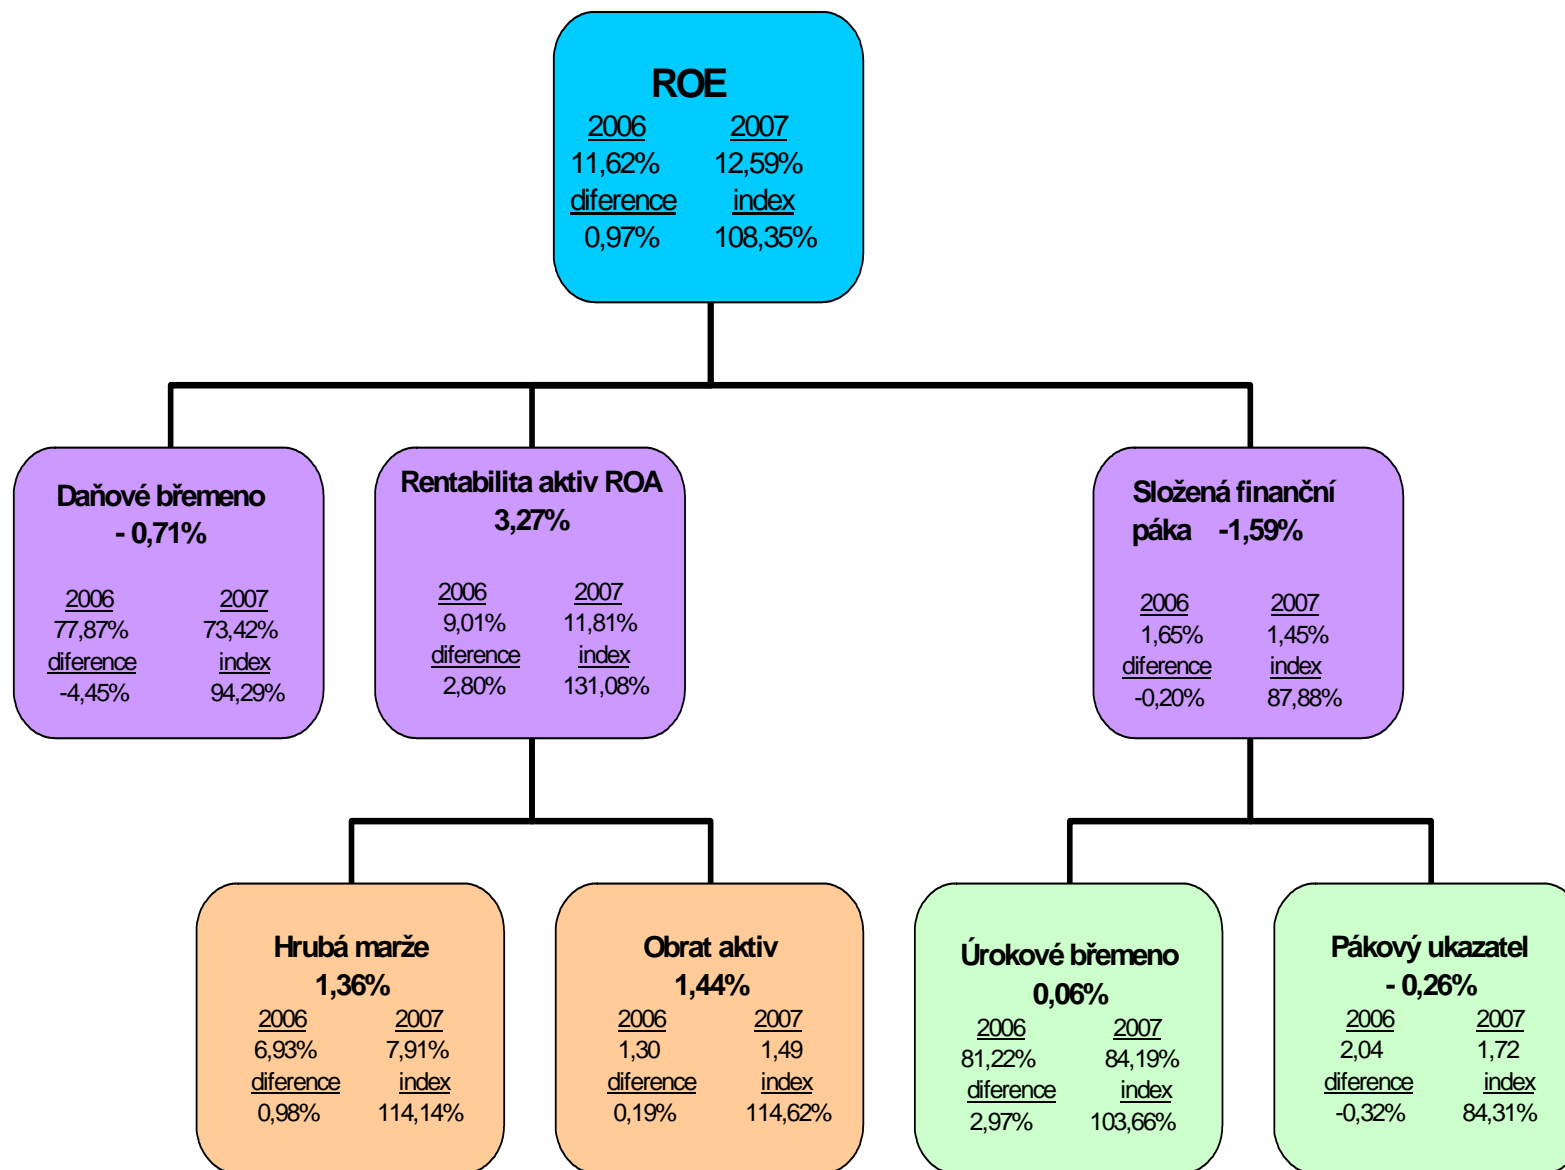 ROE
2006 2007
11,62% 12,59%
diference index
0,97% 108,35%
Daňové břemeno
- 0,71%
2006 2007
77,87% 73,42%
diference index
-4,45% 94,29%
Rentabilita aktiv ROA
3,27%
2006 2007
9,01% 11,81%
diference index
2,80% 131,08%
Složená finanční
páka -1,59%
2006 2007
1,65% 1,45%
diference index
-0,20% 87,88%
Hrubá marže
1,36%
2006 2007
6,93% 7,91%
diference index
0,98% 114,14%
Obrat aktiv
1,44%
2006 2007
1,30 1,49
diference index
0,19% 114,62%
Úrokové břemeno
0,06%
2006 2007
81,22% 84,19%
diference index
2,97% 103,66%
Pákový ukazatel
- 0,26%
2006 2007
2,04 1,72
diference index
-0,32% 84,31%